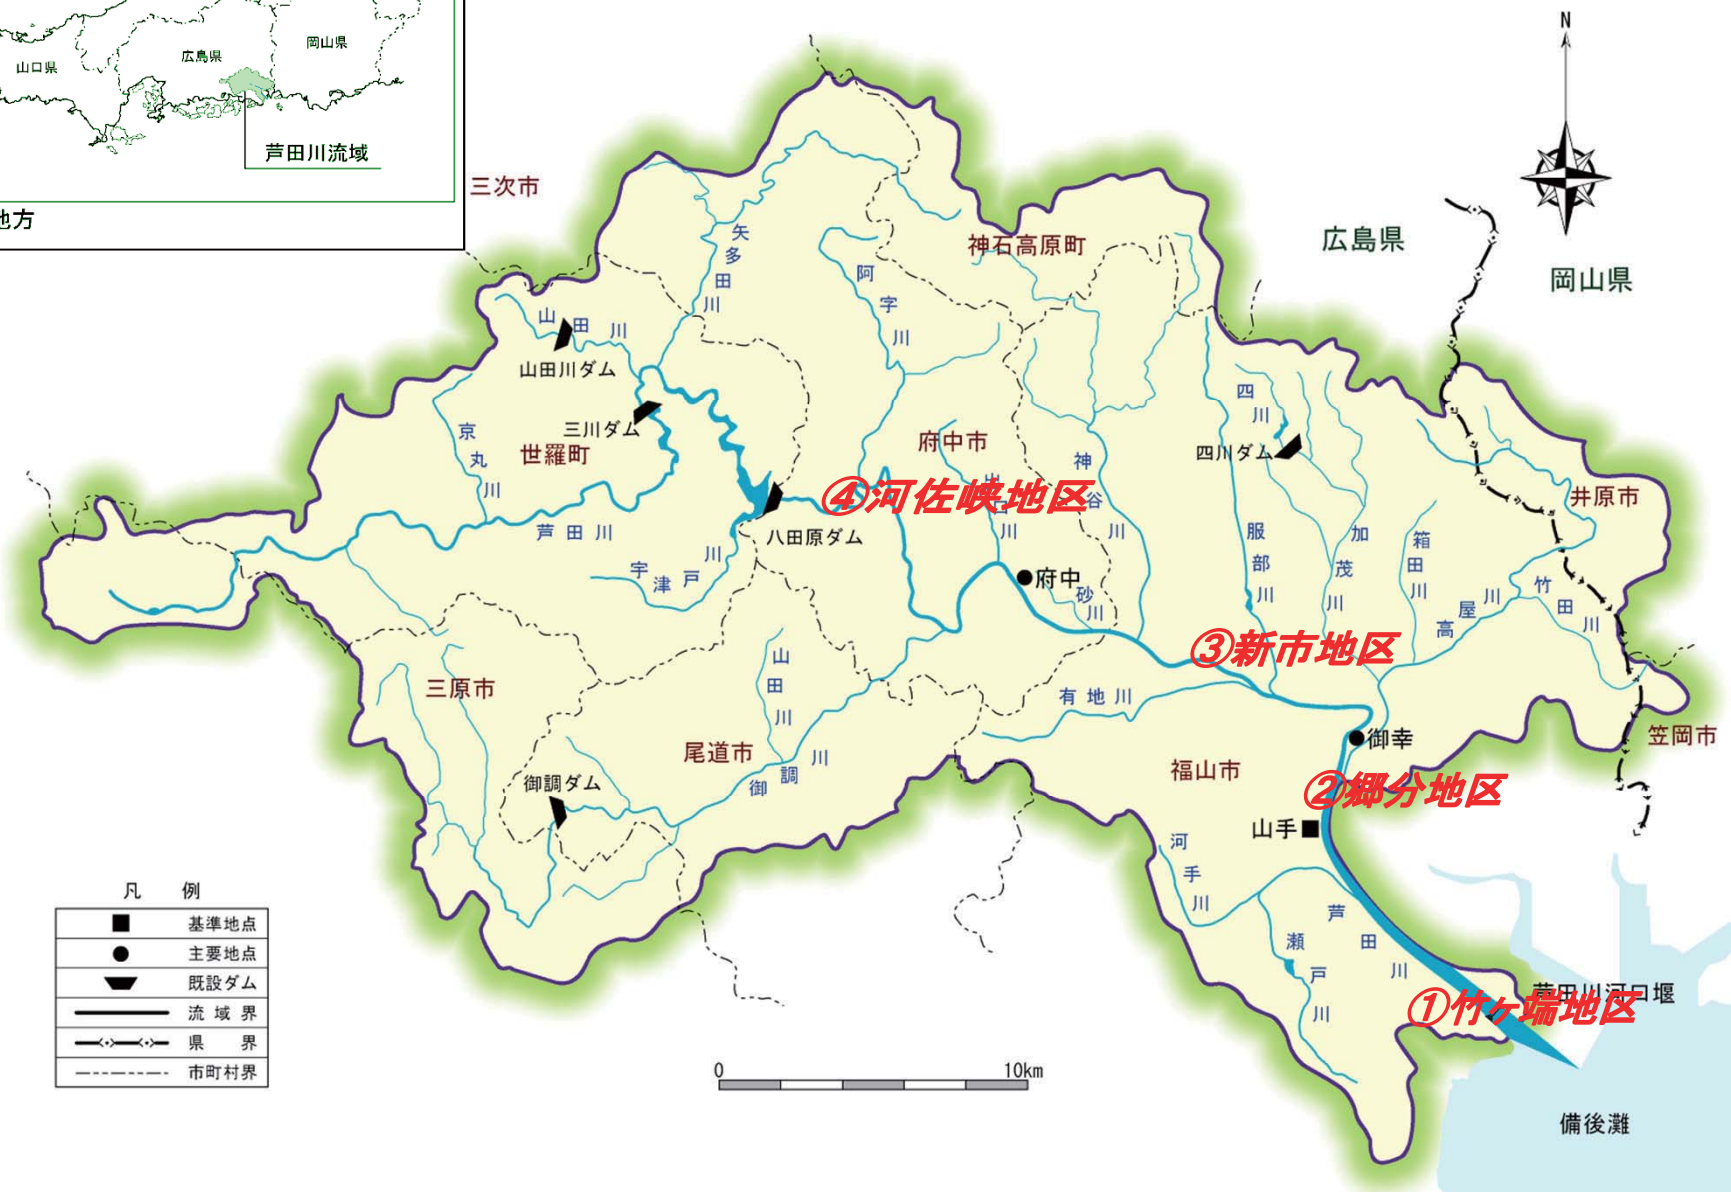 山口県
広島県
岡山県
芦田川流域
地方
三次市
神石高原町
広島県
岡山県
N
矢多田川
阿字川
山田川
山田川ダム
三川ダム
京丸川
世羅町
府中市
四川
四川ダム
神谷川
出口川
④河佐峡地区
井原市
芦田川
八田原ダム
宇津戸川
府中
砂川
服部川
加茂川
箱田川
高屋川
竹田川
③新市地区
三原市
山田川
有地川
尾道市
御調川
御調ダム
福山市
御幸
笠岡市
②郷分地区
山手
河手川
芦田川
瀬戸川
芦田川河口堰
①竹ヶ端地区
備後灘
凡 例
基準地点
主要地点
既設ダム
流域界
県界
市町村界
0
10km